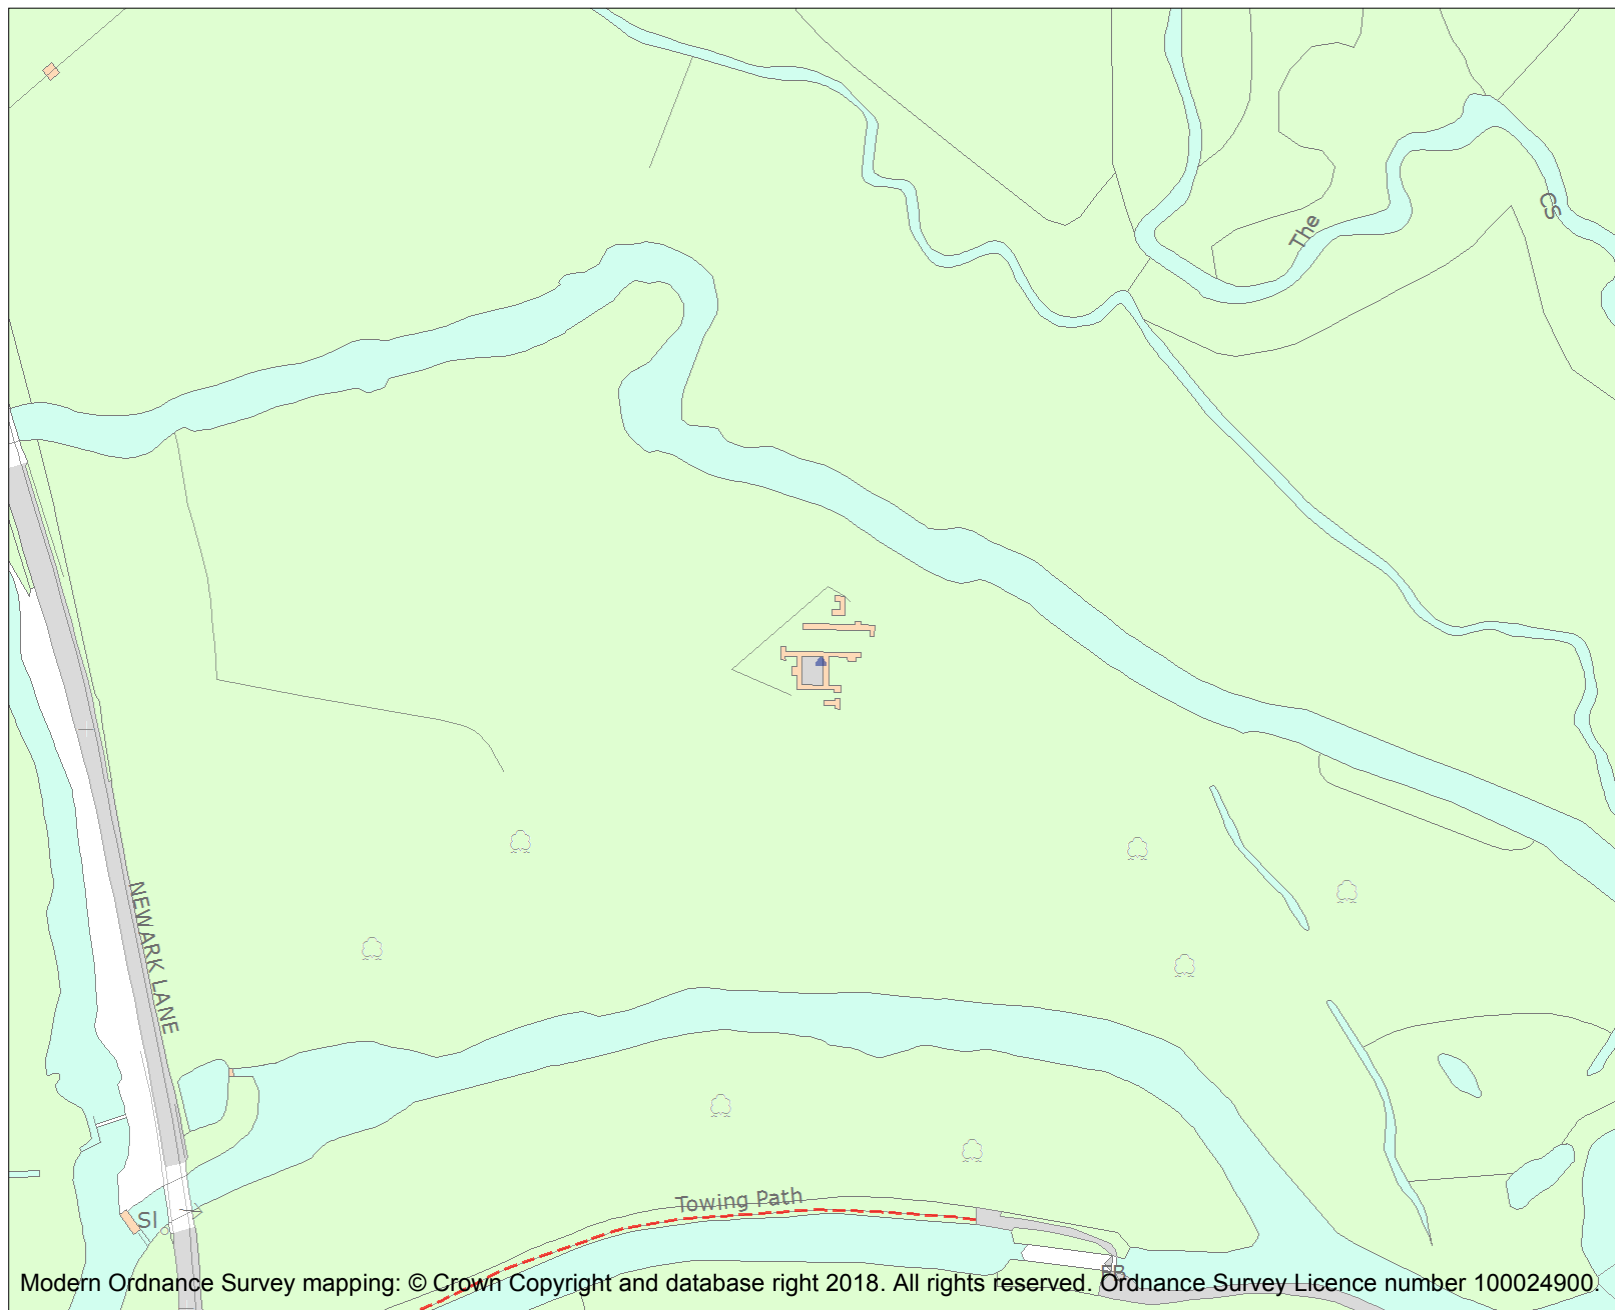 The
CS
NEWARK LANE
Towing Path
Sl
FB
Modern Ordnance Survey mapping: © Crown Copyright and database right 2018. All rights reserved. Ordnance Survey Licence number 100024900.